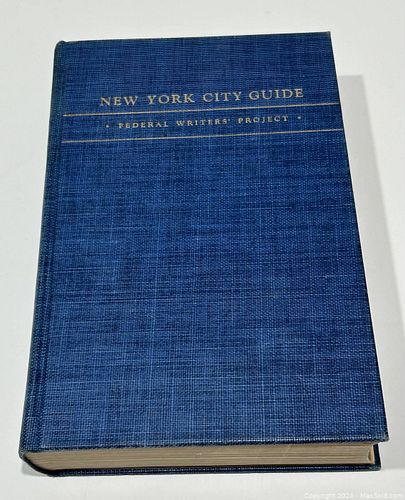 NEW YORK CITY GUIDE
• FEDERAL WRITERS' PROJECT •
Copyright 2024 - MaxSold.com